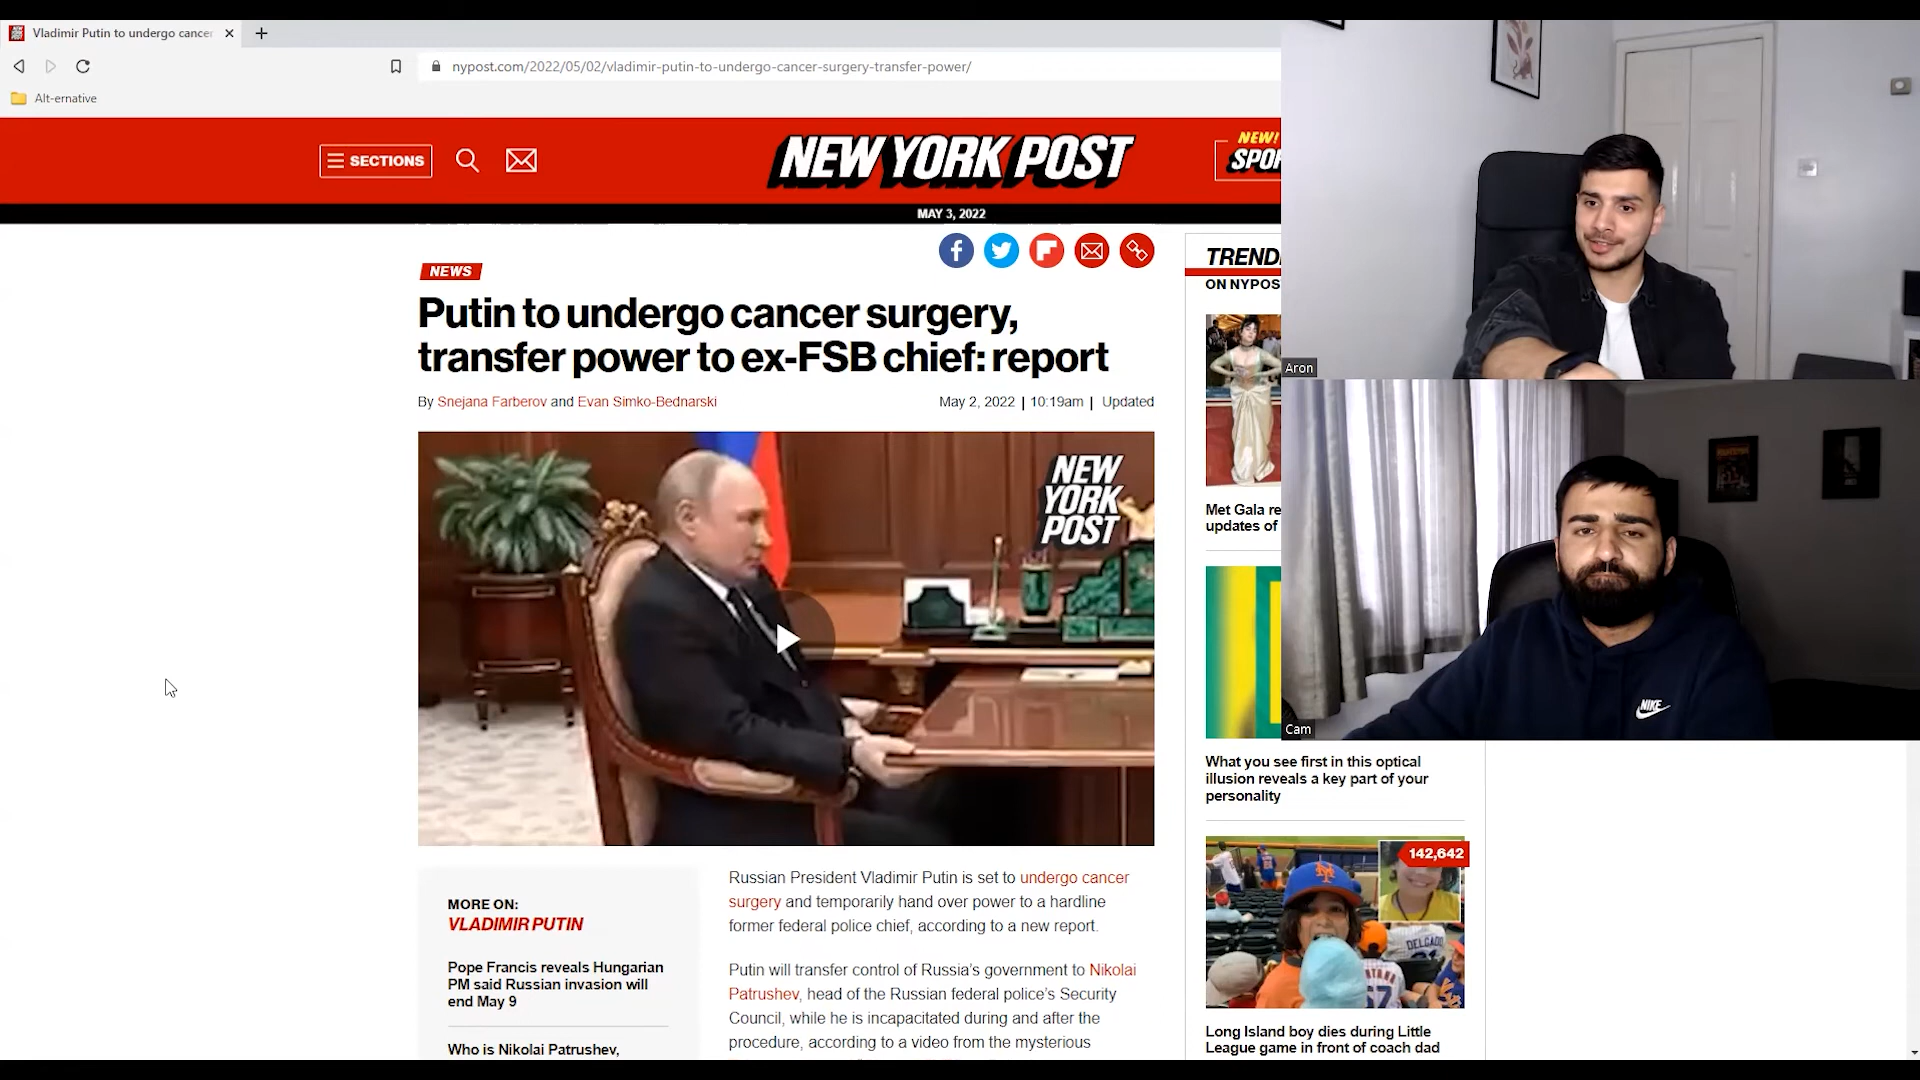 Vladimir Putin to undergo cancer
nypost.com/2022/05/02/vladimir-putin-to-undergo-cancer-surgery-transfer-power/
Alt-ernative
SECTIONS
NEW YORK POST
NEW!
SPO
MAY 3, 2022
NEWS
Putin to undergo cancer surgery,
transfer power to ex-FSB chief: report
By Snejana Farberov and Evan Simko-Bednarski
May 2, 2022 | 10:19am | Updated
NEW
YORK
POST
MORE ON:
VLADIMIR PUTIN
Pope Francis reveals Hungarian
PM said Russian invasion will
end May 9
Who is Nikolai Patrushev,
Russian President Vladimir Putin is set to undergo cancer
surgery and temporarily hand over power to a hardline
former federal police chief, according to a new report.
Putin will transfer control of Russia's government to Nikolai
Patrushev, head of the Russian federal police's Security
Council, while he is incapacitated during and after the
procedure, according to a video from the mysterious
TREND
ON NYPOS
Met Gala re
updates of
What you see first in this optical
illusion reveals a key part of your
personality
142,642
DELGADO
Long Island boy dies during Little
League game in front of coach dad
Aron
NIKE
Cam